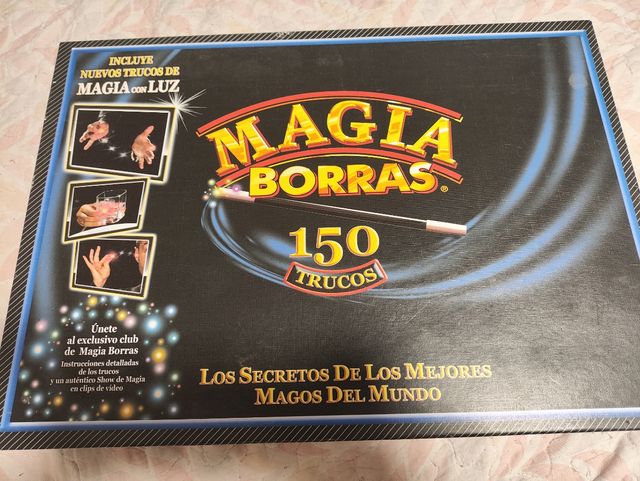 INCLUYE
NUEVOS TRUCOS DE
MAGIA CON LUZ
MAGIA
BORRAS®
150
TRUCOS
Únete
al exclusivo club
de Magia Borras
Instrucciones detalladas
de los trucos
y un auténtico Show de Magia
en clips de vídeo
LOS SECRETOS DE LOS MEJORES
MAGOS DEL MUNDO